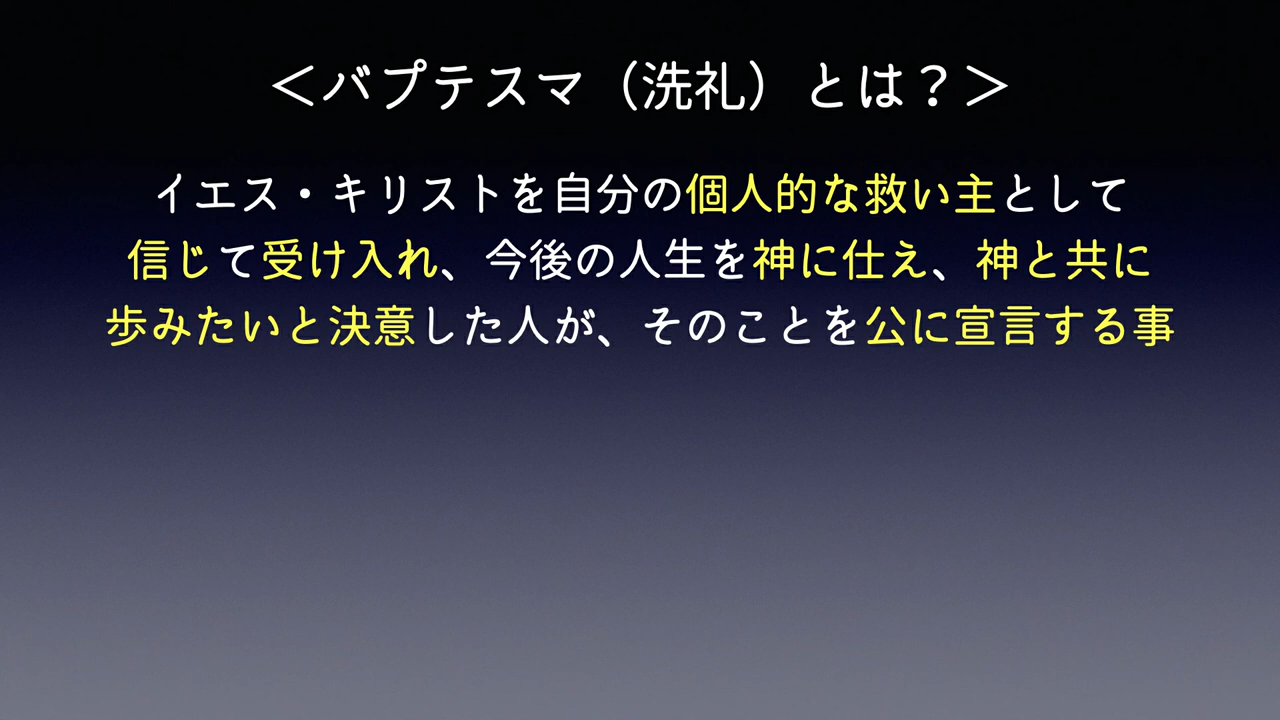 ＜バプテスマ（洗礼）とは？＞
イエス・キリストを自分の個人的な救い主として
信じて受け入れ、今後の人生を神に仕え、神と共に
歩みたいと決意した人が、そのことを公に宣言する事